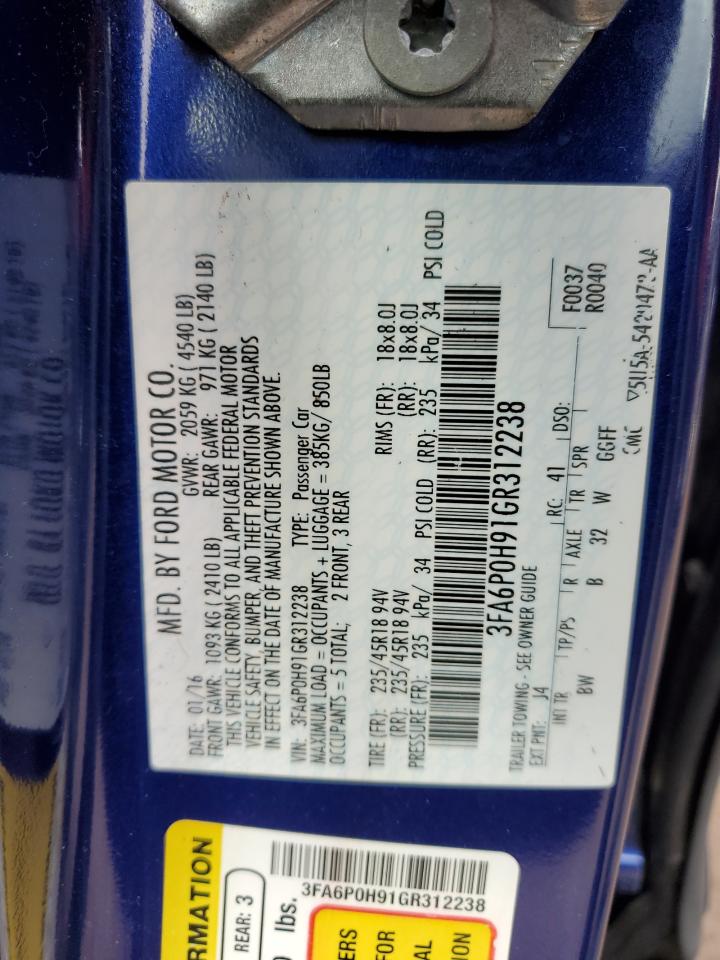 MFD. BY FORD MOTOR CO.
DATE: 01/16 GVWR: 2059 KG ( 4540 LB)
FRONT GAWR: 1093 KG ( 2410 LB) REAR GAWR: 971 KG ( 2140 LB)
THIS VEHICLE CONFORMS TO ALL APPLICABLE FEDERAL MOTOR
VEHICLE SAFETY, BUMPER, AND THEFT PREVENTION STANDARDS
IN EFFECT ON THE DATE OF MANUFACTURE SHOWN ABOVE.
VIN: 3FA6P0H91GR312238 TYPE: Passenger Car
MAXIMUM LOAD = OCCUPANTS + LUGGAGE = 385KG/ 850LB
OCCUPANTS = 5 TOTAL; 2 FRONT, 3 REAR
TIRE (FR): 235/45R18 94V RIMS (FR): 18x8.0J
(RR): 235/45R18 94V (RR): 18x8.0J
PRESSURE (FR): 235 kPa/ 34 PSI COLD (RR): 235 kPa/ 34 PSI COLD
3FA6P0H91GR312238
TRAILER TOWING - SEE OWNER GUIDE
EXT PNT: J4 RC: 41 DSO: F0037
R0040
INT TR TP/PS R AXLE TR SPR
BW B 32 W GGFF
RMATION
REAR: 3
lbs.
3FA6P0H91GR312238
ERS
FOR
AL
ION